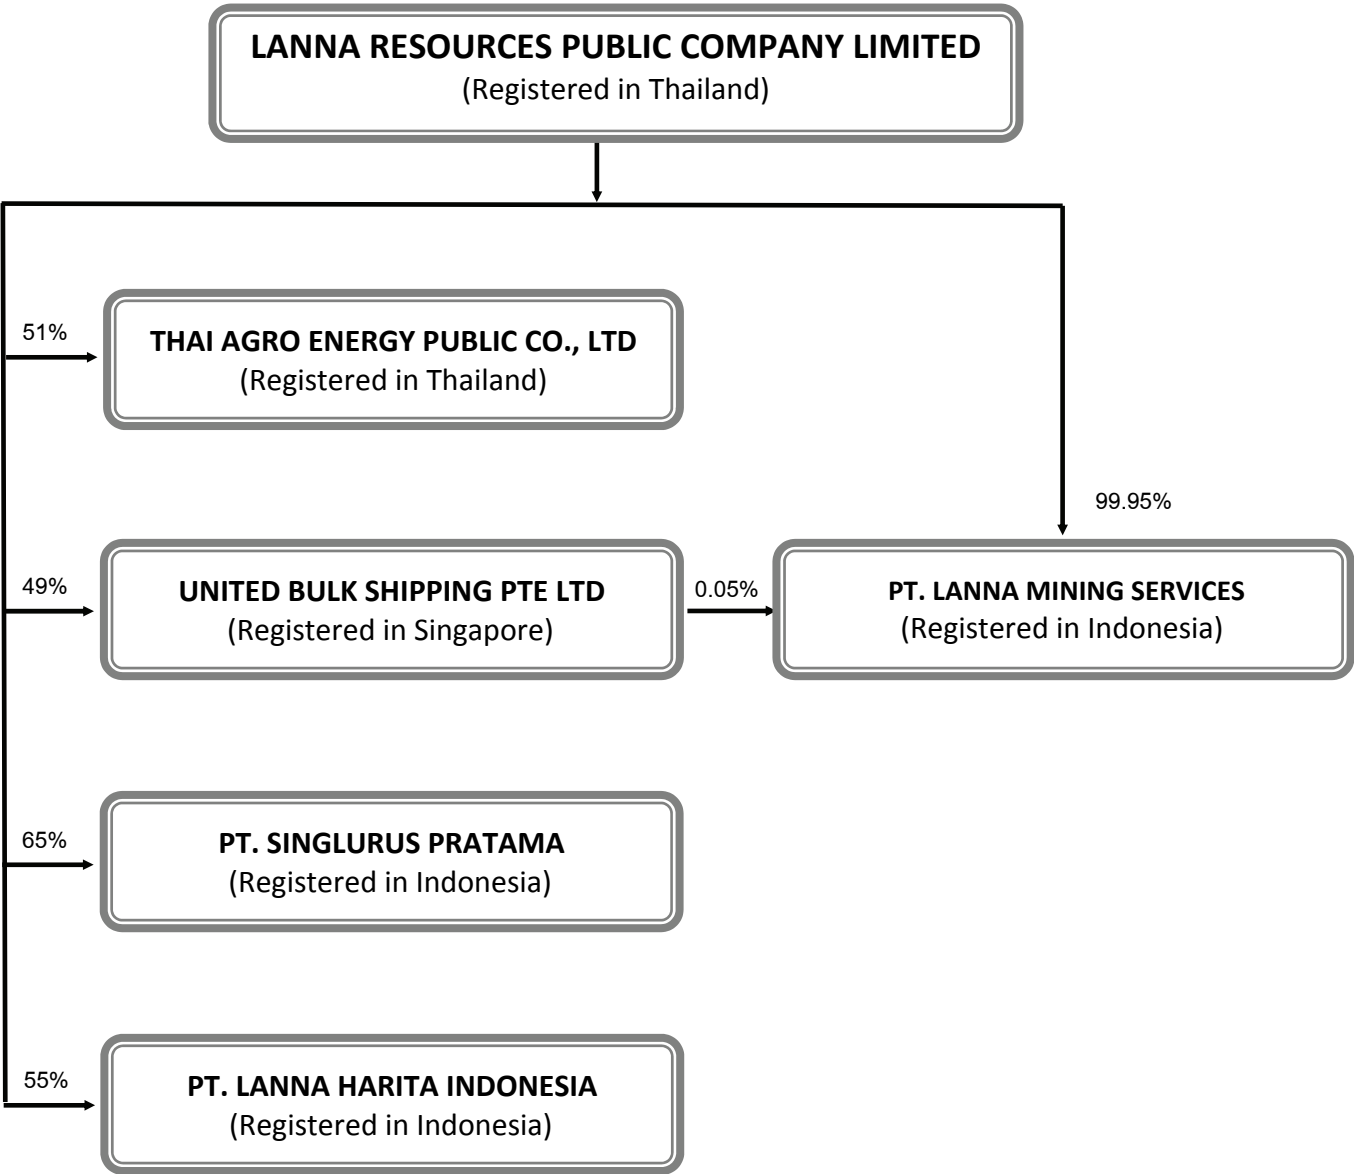 LANNA RESOURCES PUBLIC COMPANY LIMITED
(Registered in Thailand)
51%
THAI AGRO ENERGY PUBLIC CO., LTD
(Registered in Thailand)
99.95%
49%
UNITED BULK SHIPPING PTE LTD
(Registered in Singapore)
0.05%
PT. LANNA MINING SERVICES
(Registered in Indonesia)
65%
PT. SINGLURUS PRATAMA
(Registered in Indonesia)
55%
PT. LANNA HARITA INDONESIA
(Registered in Indonesia)